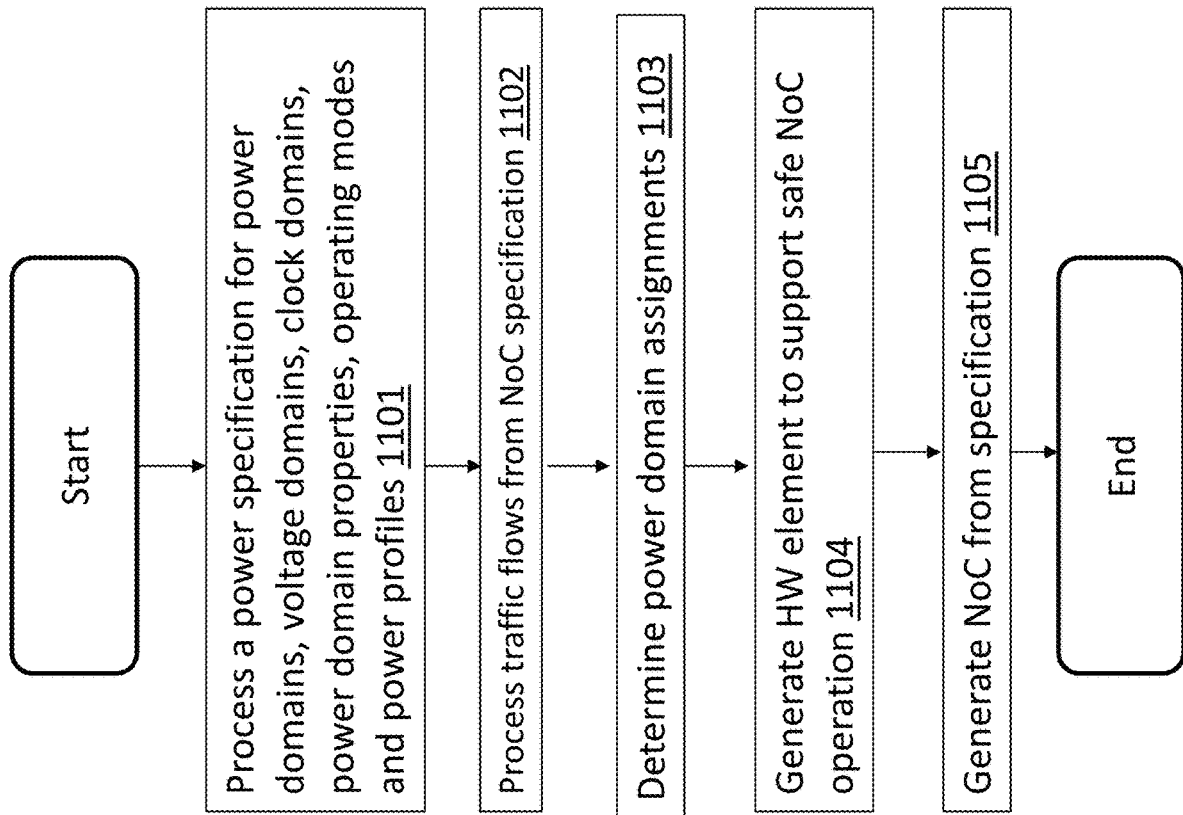 Start
Process a power specification for power
domains, voltage domains, clock domains,
power domain properties, operating modes
and power profiles 1101
Process traffic flows from NoC specification 1102
Determine power domain assignments 1103
Generate HW element to support safe NoC
operation 1104
Generate NoC from specification 1105
End